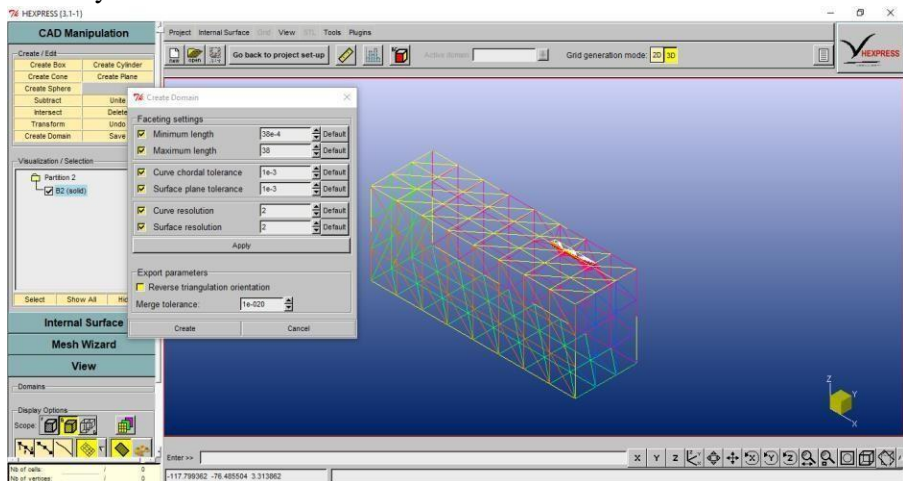 HEXPRESS (3.1-1)
CAD Manipulation
Project Internal Surface Grid View STL Tools Plugins
Create / Edit
Create Box Create Cylinder
Create Cone Create Plane
Create Sphere
Subtract Unite
Intersect Delete
Transform Undo
Create Domain Save
open Go back to project set-up
Active domain
Grid generation mode: 2D 3D
HEXPRESS
Visualization / Selection
Partition 2
B2 (solid)
Select Show All Hid
Internal Surface
Mesh Wizard
View
Domains
Display Options
Scope:
Nb of cells: / 0
Nb of vertices: / 0
Create Domain
Faceting settings
Minimum length 38e-4 Default
Maximum length 38 Default
Curve chordal tolerance 1e-3 Default
Surface plane tolerance 1e-3 Default
Curve resolution 2 Default
Surface resolution 2 Default
Apply
Export parameters
Reverse triangulation orientation
Merge tolerance: 1e-020
Create Cancel
Z
Y
X
Enter >>
X Y Z
-117.799362 -76.485504 3.313862